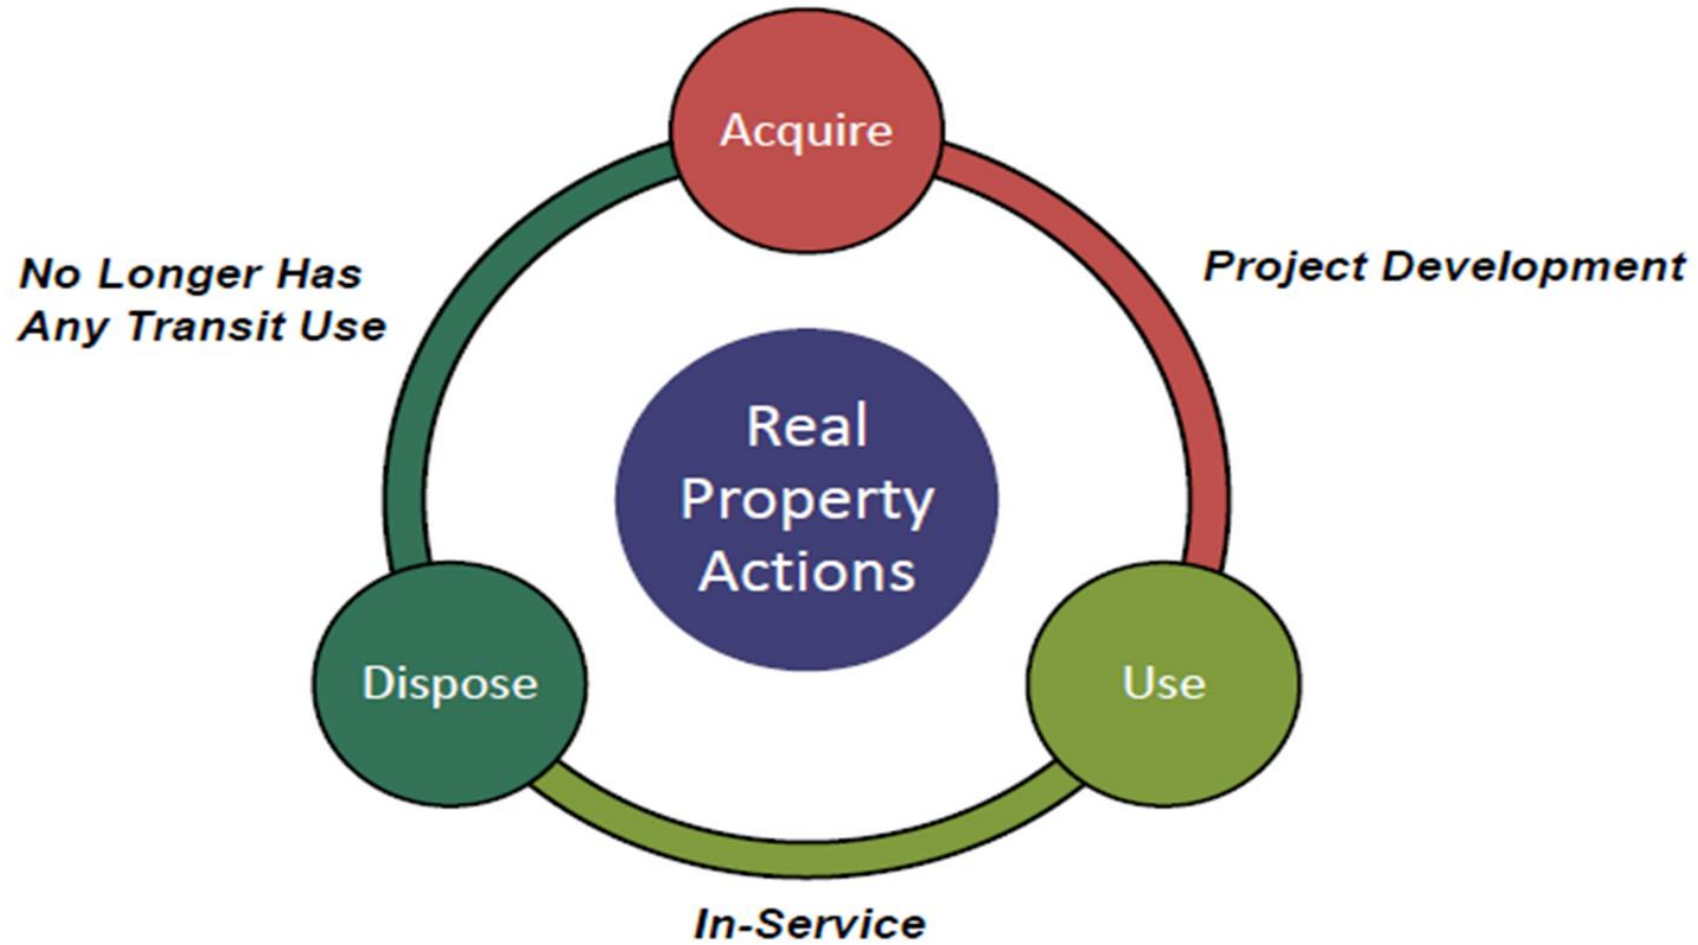 Acquire
No Longer Has
Any Transit Use
Project Development
Real
Property
Actions
Dispose
Use
In-Service